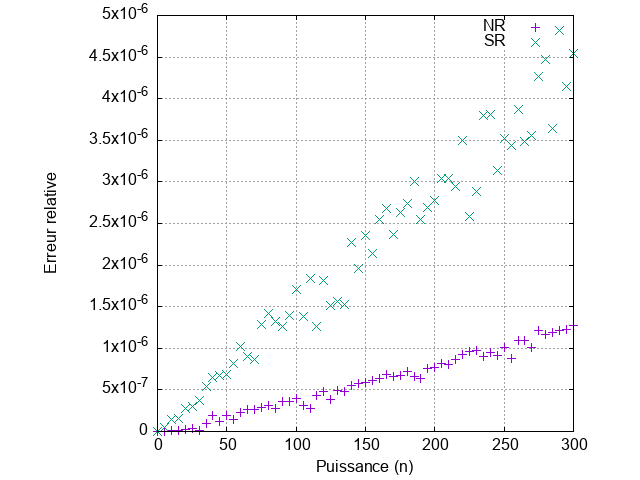 5x10-6
4.5x10-6
4x10-6
3.5x10-6
3x10-6
2.5x10-6
2x10-6
1.5x10-6
1x10-6
5x10-7
0
0 50 100 150 200 250 300
Erreur relative
Puissance (n)
NR
SR